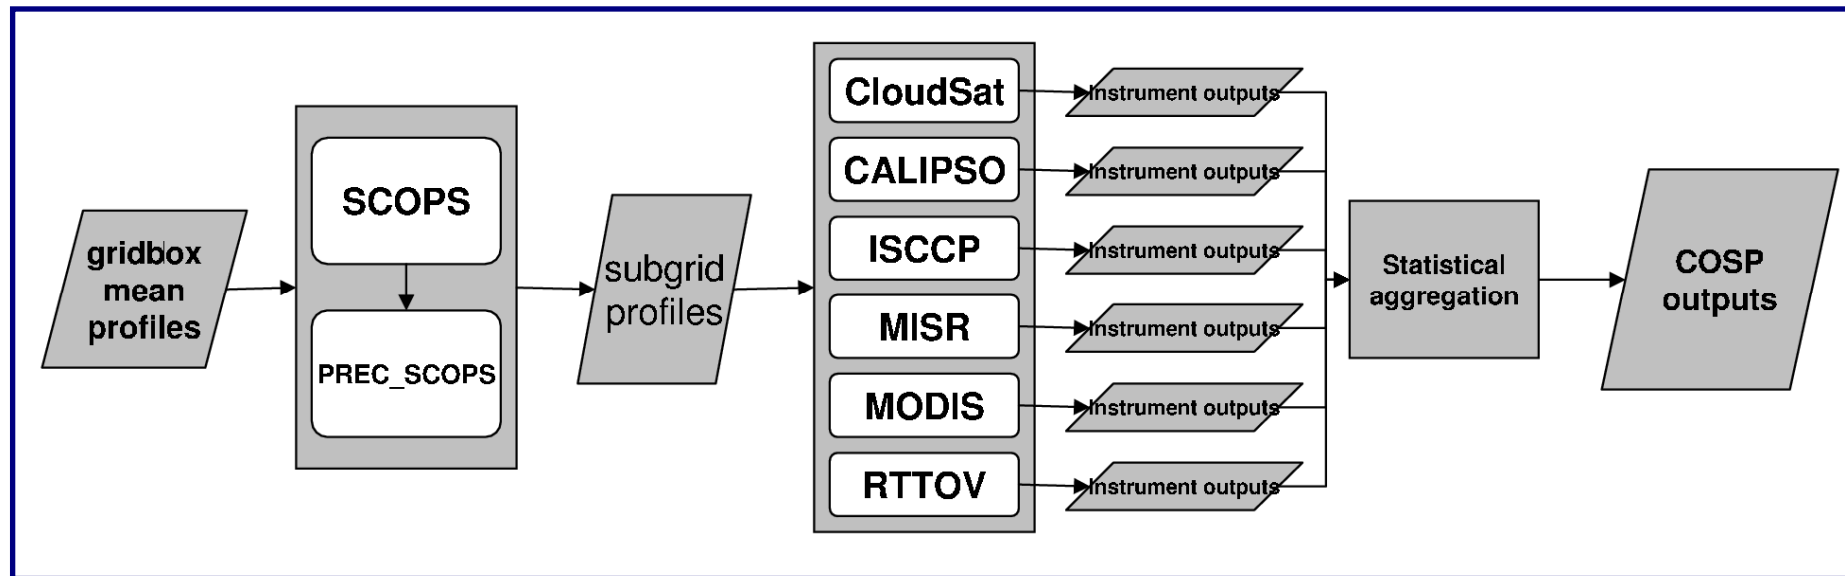 gridbox
mean
profiles
SCOPS
PREC_SCOPS
subgrid
profiles
CloudSat
Instrument outputs
CALIPSO
Instrument outputs
ISCCP
Instrument outputs
MISR
Instrument outputs
MODIS
Instrument outputs
RTTOV
Instrument outputs
Statistical
aggregation
COSP
outputs